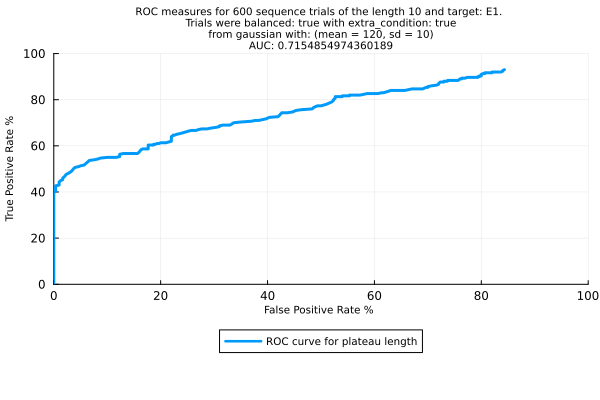 ROC measures for 600 sequence trials of the length 10 and target: E1.
Trials were balanced: true with extra_condition: true
from gaussian with: (mean = 120, sd = 10)
AUC: 0.7154854974360189
100
80
60
40
20
0
True Positive Rate %
0 20 40 60 80 100
False Positive Rate %
ROC curve for plateau length